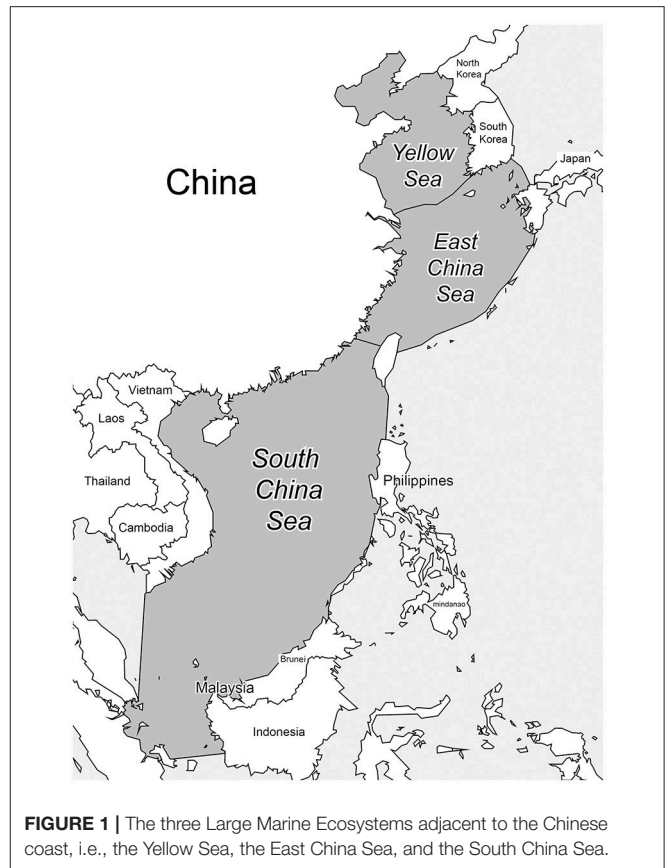 North
Korea
South
Korea
Yellow
Sea
Japan
China
East
China
Sea
Vietnam
Laos
Thailand
Cambodia
South
China
Sea
Philippines
mindanao
Brunei
Malaysia
Indonesia
FIGURE 1 | The three Large Marine Ecosystems adjacent to the Chinese
coast, i.e., the Yellow Sea, the East China Sea, and the South China Sea.